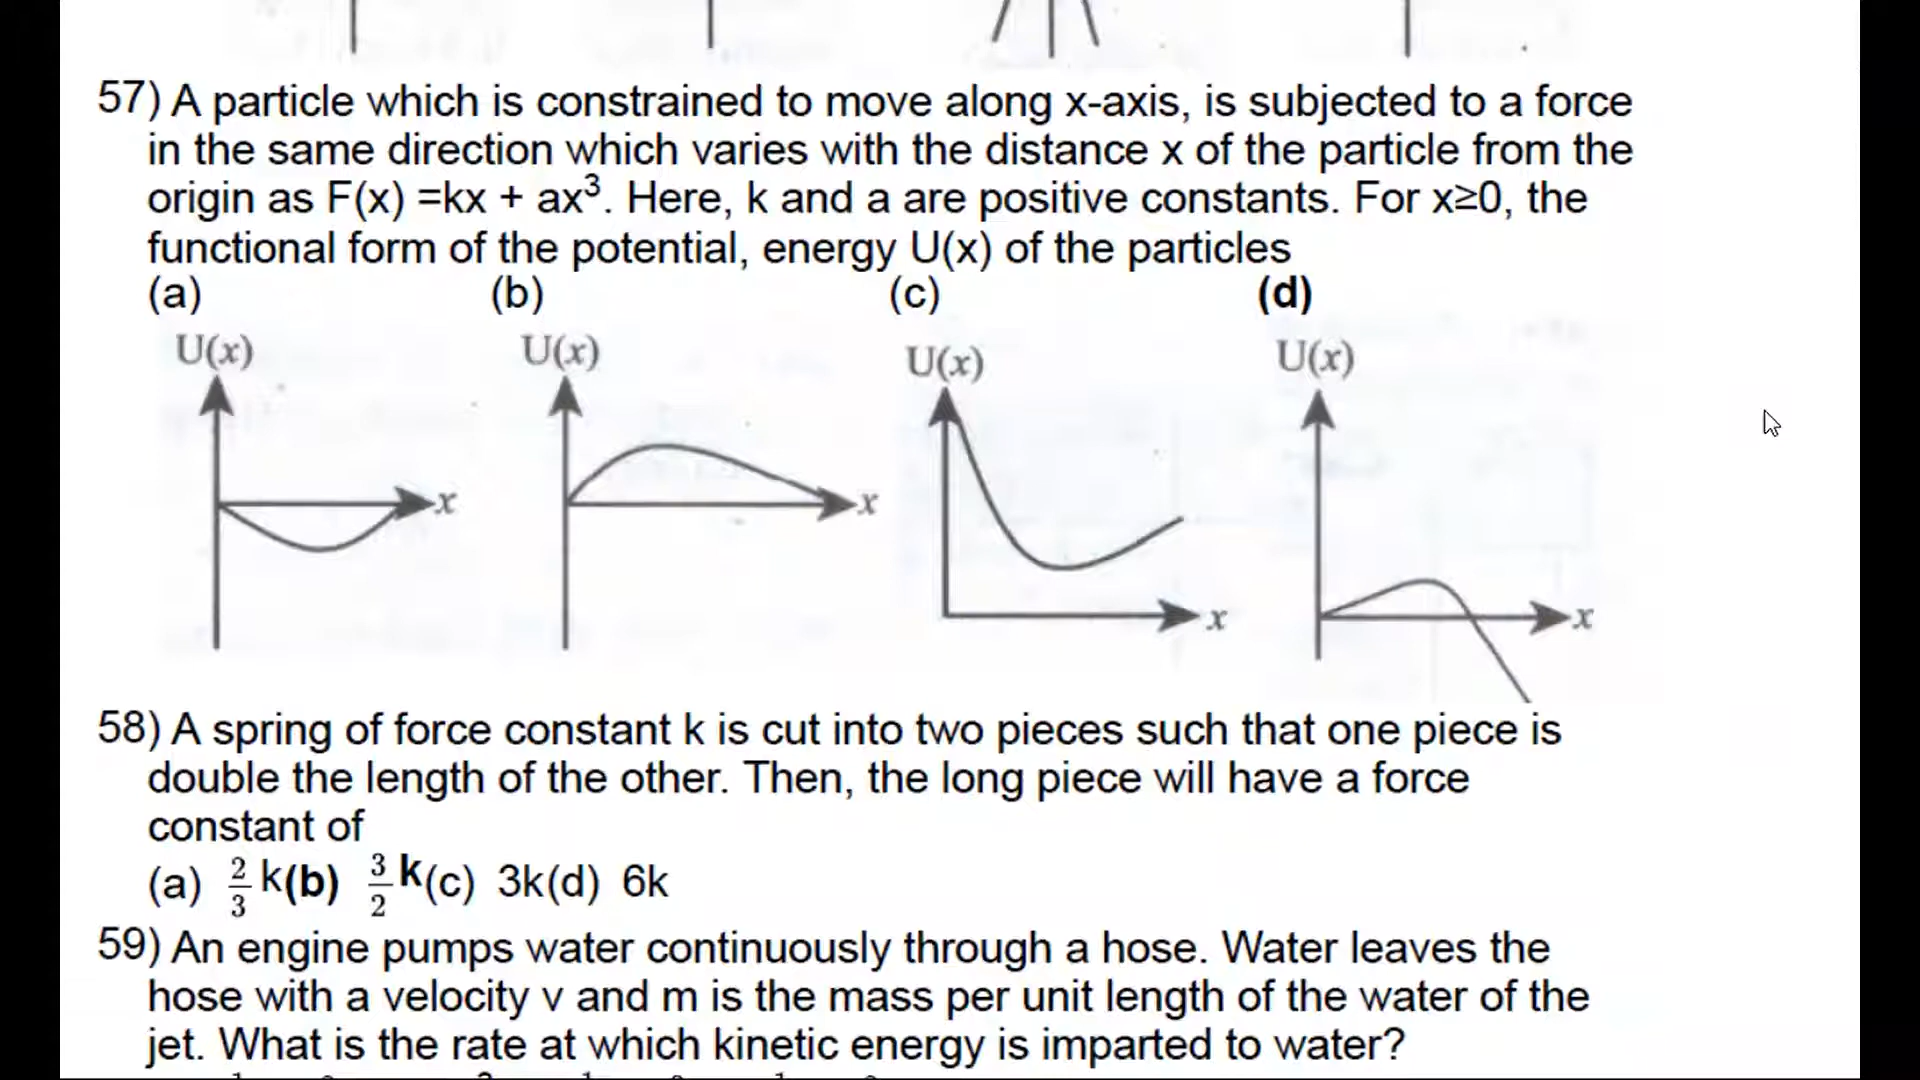 57) A particle which is constrained to move along x-axis, is subjected to a force
in the same direction which varies with the distance x of the particle from the
origin as F(x) =kx + ax³. Here, k and a are positive constants. For x≥0, the
functional form of the potential, energy U(x) of the particles
(a) (b) (c) (d)
U(x) U(x) U(x) U(x)
x x x x
58) A spring of force constant k is cut into two pieces such that one piece is
double the length of the other. Then, the long piece will have a force
constant of
(a) 2/3 k(b) 3/2 k(c) 3k(d) 6k
59) An engine pumps water continuously through a hose. Water leaves the
hose with a velocity v and m is the mass per unit length of the water of the
jet. What is the rate at which kinetic energy is imparted to water?